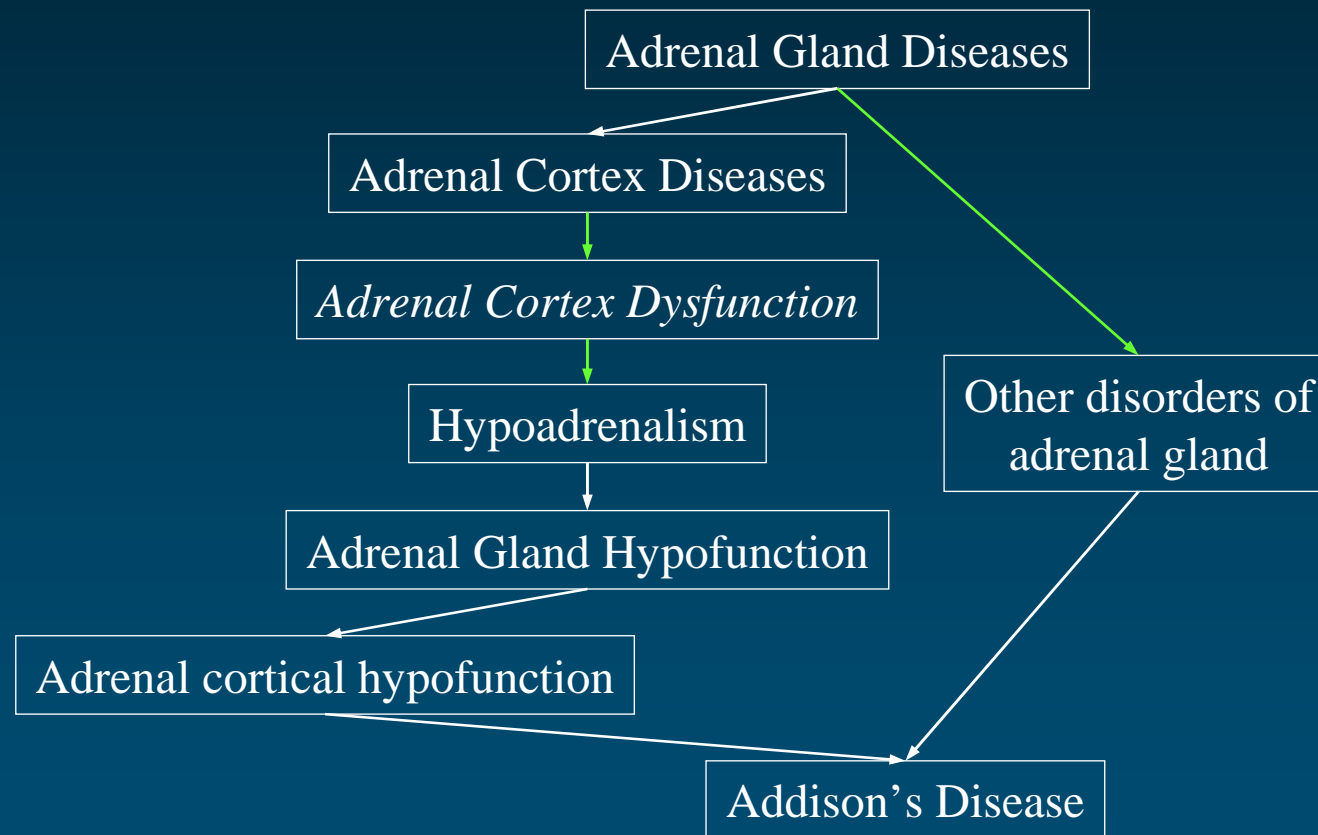 Adrenal Gland Diseases
Adrenal Cortex Diseases
Adrenal Cortex Dysfunction
Hypoadrenalism
Other disorders of
adrenal gland
Adrenal Gland Hypofunction
Adrenal cortical hypofunction
Addison’s Disease